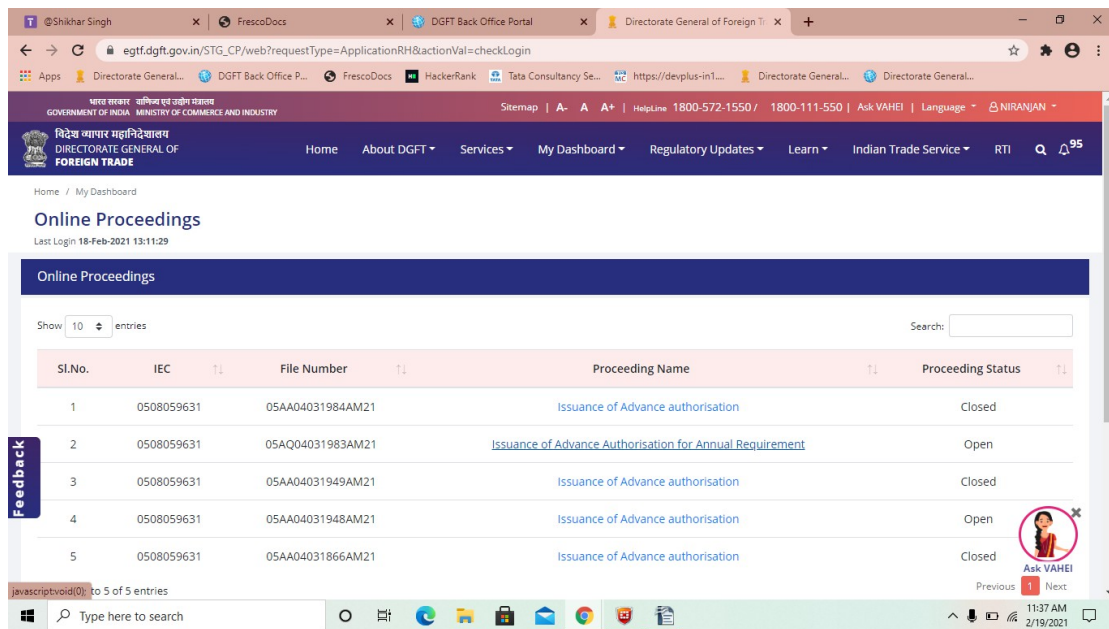 @Shikhar Singh
FrescoDocs
DGFT Back Office Portal
Directorate General of Foreign Tr
egtf.dgft.gov.in/STG_CP/web?requestType=ApplicationRH&actionVal=checkLogin
Apps Directorate General... DGFT Back Office P... FrescoDocs HackerRank Tata Consultancy Se... https://devplus-in1.... Directorate General... Directorate General...
भारत सरकार वाणिज्य एवं उद्योग मंत्रालय
GOVERNMENT OF INDIA MINISTRY OF COMMERCE AND INDUSTRY
Sitemap | A- A A+ | HelpLine 1800-572-1550 / 1800-111-550 | Ask VAHEI | Language NIRANJAN
विदेश व्यापार महानिदेशालय
DIRECTORATE GENERAL OF
FOREIGN TRADE
Home About DGFT Services My Dashboard Regulatory Updates Learn Indian Trade Service RTI 95
Home / My Dashboard
Online Proceedings
Last Login 18-Feb-2021 13:11:29
Online Proceedings
Show 10 entries Search:
Sl.No. IEC File Number Proceeding Name Proceeding Status
1 0508059631 05AA04031984AM21 Issuance of Advance authorisation Closed
2 0508059631 05AQ04031983AM21 Issuance of Advance Authorisation for Annual Requirement Open
3 0508059631 05AA04031949AM21 Issuance of Advance authorisation Closed
4 0508059631 05AA04031948AM21 Issuance of Advance authorisation Open
5 0508059631 05AA04031866AM21 Issuance of Advance authorisation Closed
Feedback
Ask VAHEI
javascript:void(0); to 5 of 5 entries Previous 1 Next
Type here to search
11:37 AM
2/19/2021